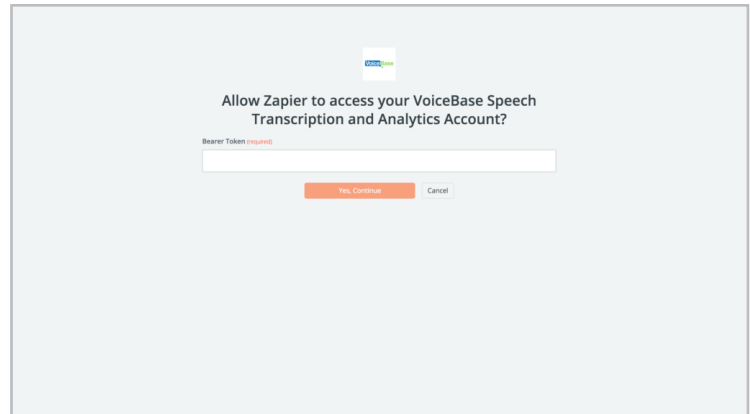 VoiceBase
Allow Zapier to access your VoiceBase Speech
Transcription and Analytics Account?
Bearer Token (required)
Yes, Continue
Cancel